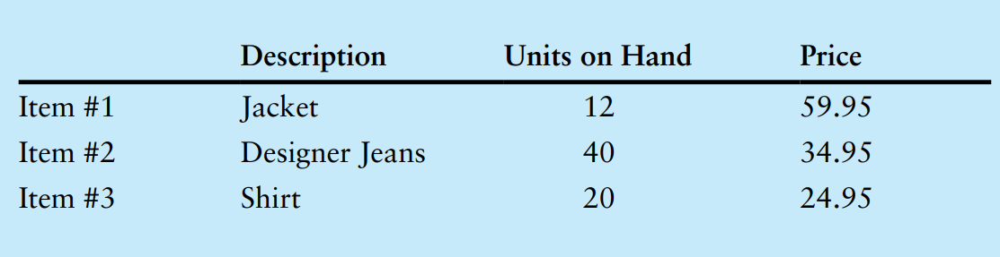 Description Units on Hand Price
Item #1 Jacket 12 59.95
Item #2 Designer Jeans 40 34.95
Item #3 Shirt 20 24.95